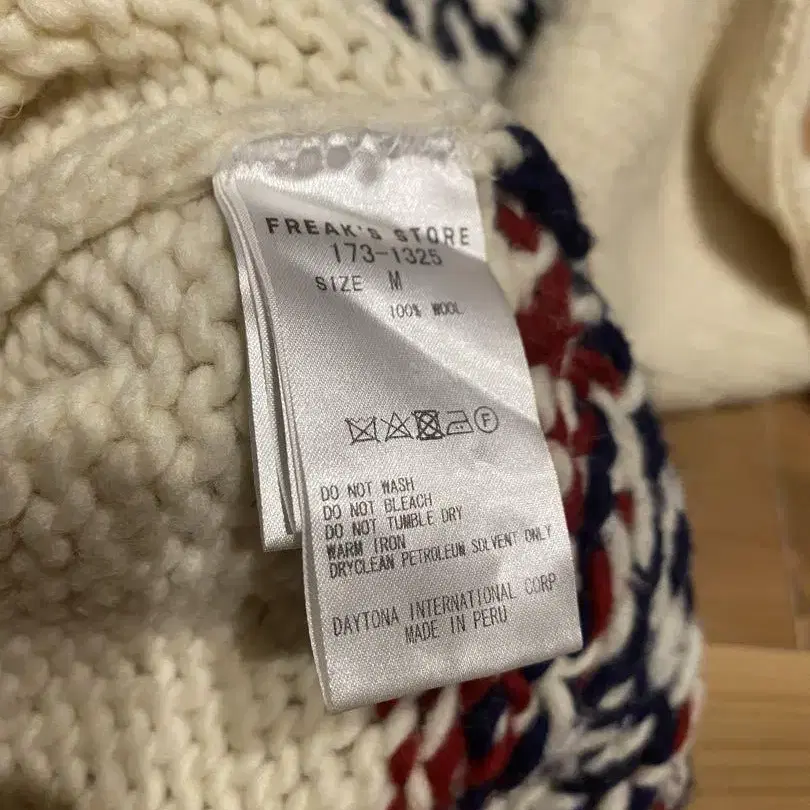 FREAK'S STORE
173-1325
SIZE M
100% WOOL
F
DO NOT WASH
DO NOT BLEACH
DO NOT TUMBLE DRY
WARM IRON
DRYCLEAN PETROLEUM SOLVENT ONLY
DAYTONA INTERNATIONAL CORP
MADE IN PERU